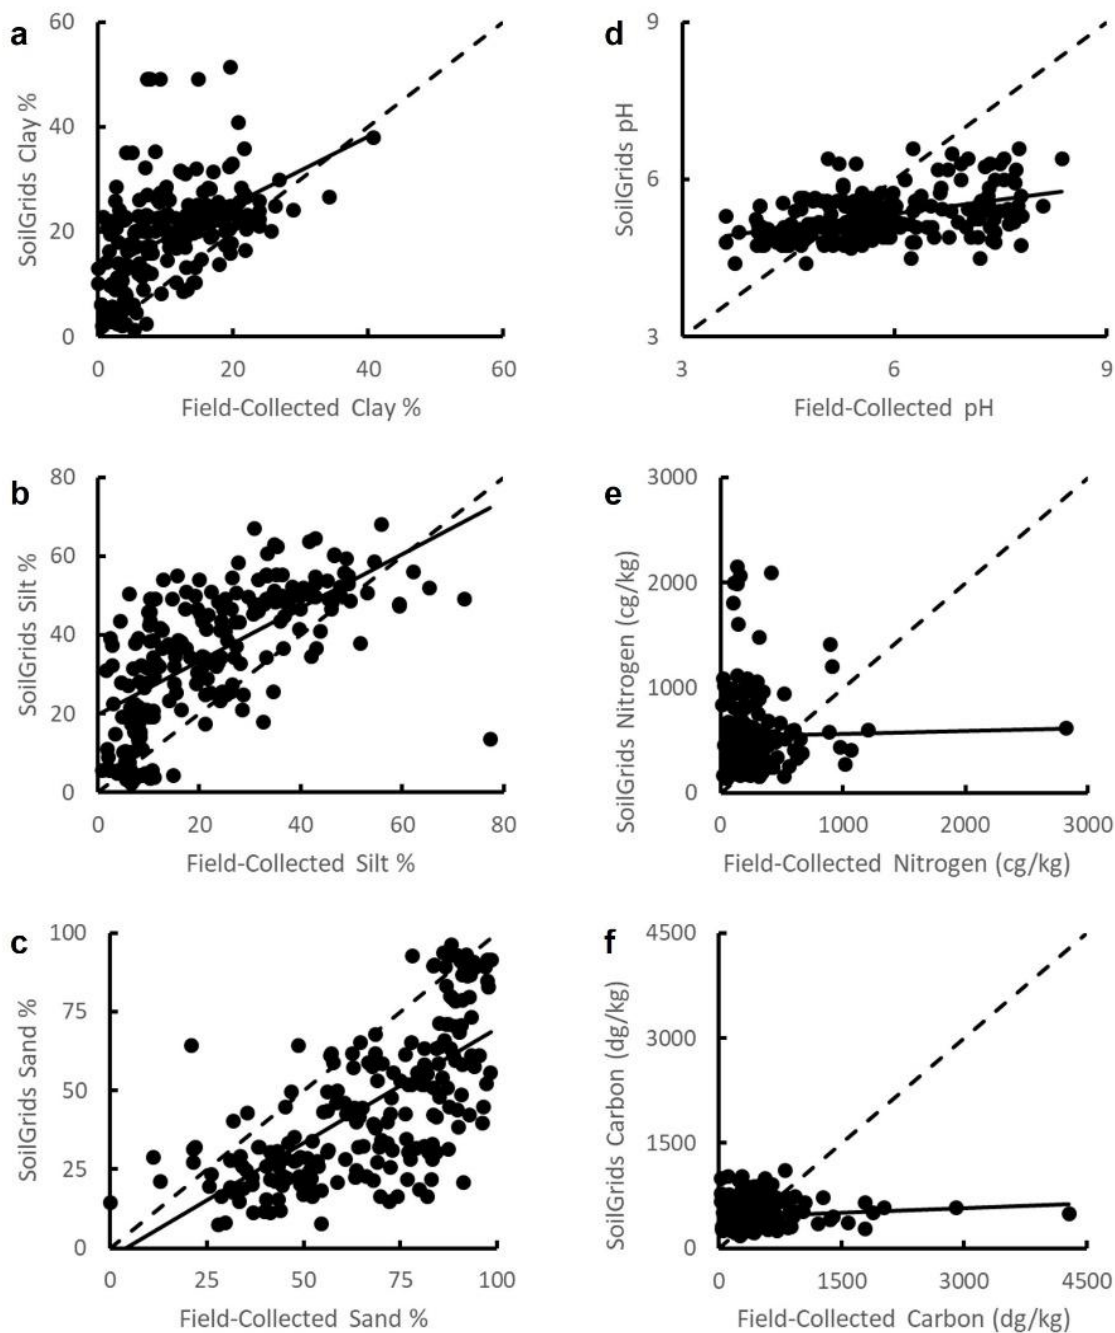 a
60
40
20
0
SoilGrids Clay %
0 20 40 60
Field-Collected Clay %
d
9
6
3
SoilGrids pH
3 6 9
Field-Collected pH
b
80
60
40
20
0
SoilGrids Silt %
0 20 40 60 80
Field-Collected Silt %
e
3000
2000
1000
0
SoilGrids Nitrogen (cg/kg)
0 1000 2000 3000
Field-Collected Nitrogen (cg/kg)
c
100
75
50
25
0
SoilGrids Sand %
0 25 50 75 100
Field-Collected Sand %
f
4500
3000
1500
0
SoilGrids Carbon (dg/kg)
0 1500 3000 4500
Field-Collected Carbon (dg/kg)